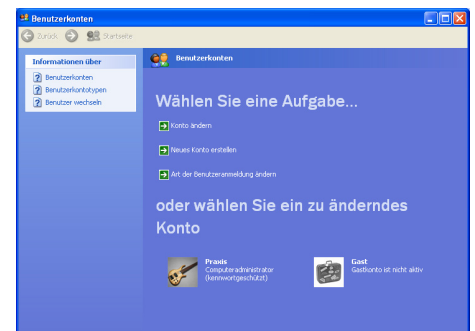 Benutzerkonten
Zurück
Startseite
Informationen über
Benutzerkonten
Benutzerkontotypen
Benutzer wechseln
Benutzerkonten
Wählen Sie eine Aufgabe...
Konto ändern
Neues Konto erstellen
Art der Benutzeranmeldung ändern
oder wählen Sie ein zu änderndes
Konto
Praxis
Computeradministrator
(kennwortgeschützt)
Gast
Gastkonto ist nicht aktiv